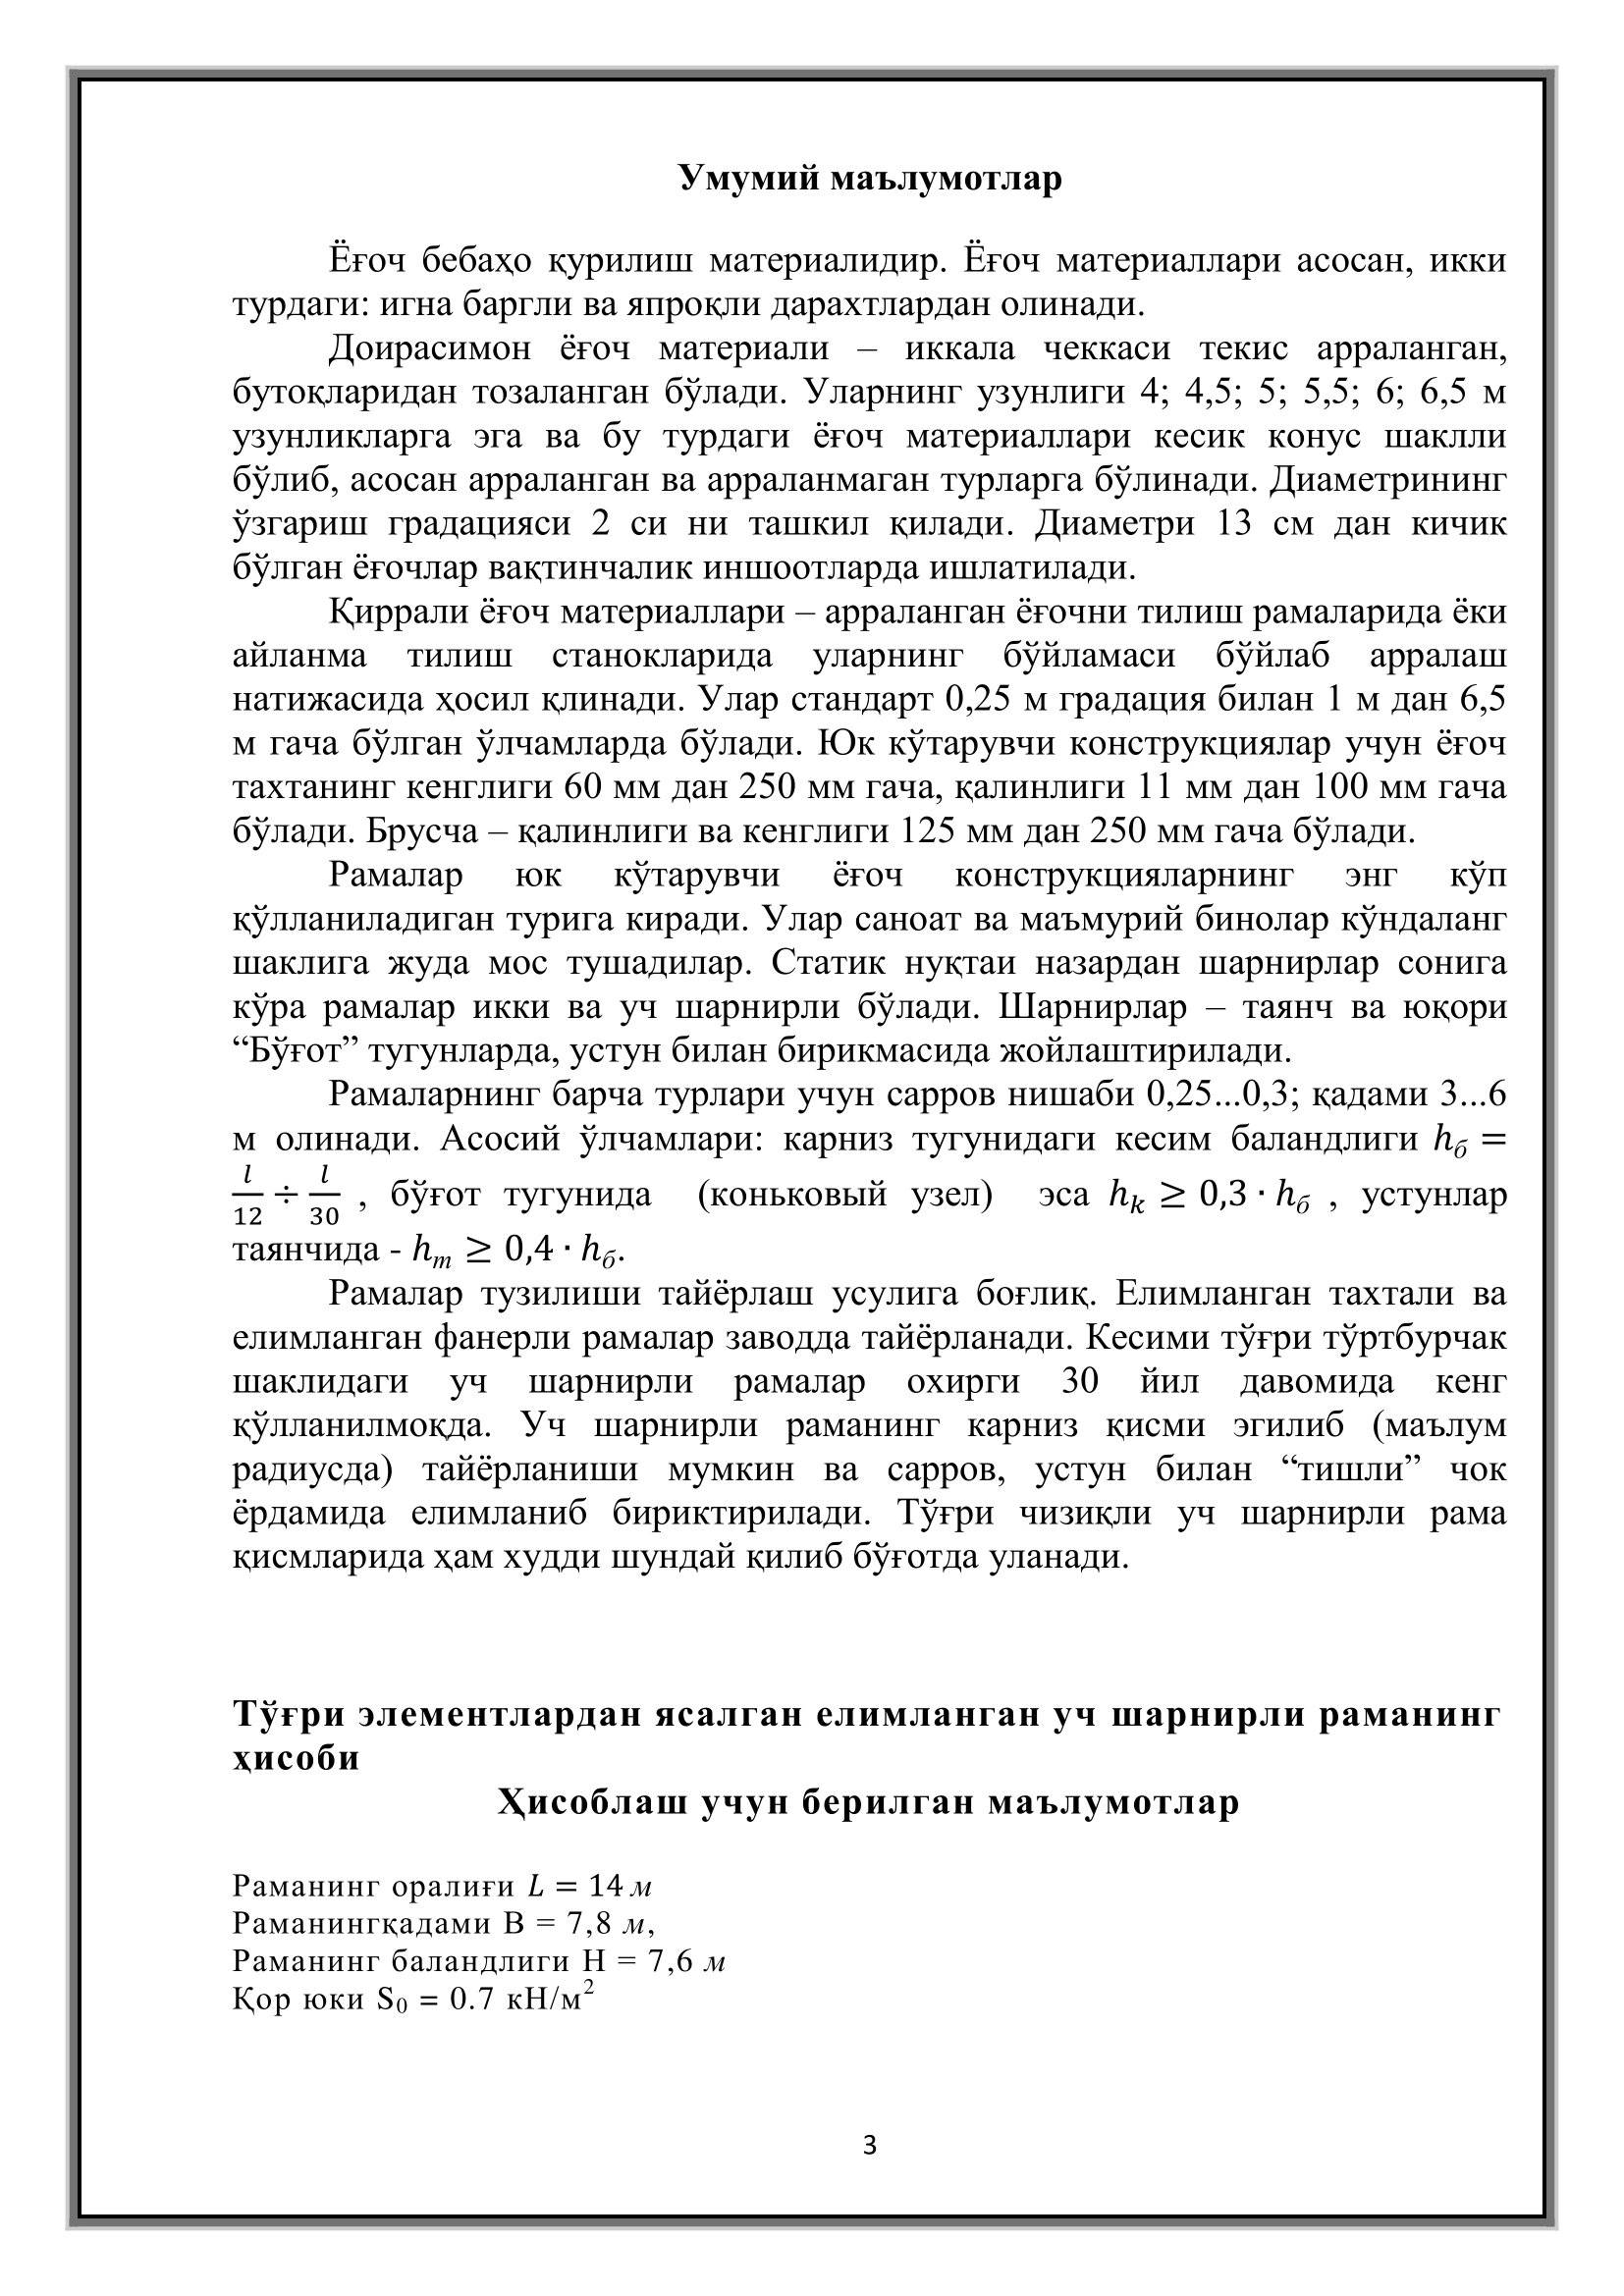 Умумий маълумотлар
Ёғоч бебаҳо қурилиш материалидир. Ёғоч материаллари асосан, икки
турдаги: игна баргли ва япроқли дарахтлардан олинади.
Доирасимон ёғоч материали – иккала чеккаси текис арраланган,
бутоқларидан тозаланган бўлади. Уларнинг узунлиги 4; 4,5; 5; 5,5; 6; 6,5 м
узунликларга эга ва бу турдаги ёғоч материаллари кесик конус шаклли
бўлиб, асосан арраланган ва арраланмаган турларга бўлинади. Диаметрининг
ўзгариш градацияси 2 си ни ташкил қилади. Диаметри 13 см дан кичик
бўлган ёғочлар вақтинчалик иншоотларда ишлатилади.
Қиррали ёғоч материаллари – арраланган ёғочни тилиш рамаларида ёки
айланма тилиш станокларида уларнинг бўйламаси бўйлаб арралаш
натижасида ҳосил қлинади. Улар стандарт 0,25 м градация билан 1 м дан 6,5
м гача бўлган ўлчамларда бўлади. Юк кўтарувчи конструкциялар учун ёғоч
тахтанинг кенглиги 60 мм дан 250 мм гача, қалинлиги 11 мм дан 100 мм гача
бўлади. Брусча – қалинлиги ва кенглиги 125 мм дан 250 мм гача бўлади.
Рамалар юк кўтарувчи ёғоч конструкцияларнинг энг кўп
қўлланиладиган турига киради. Улар саноат ва маъмурий бинолар кўндаланг
шаклига жуда мос тушадилар. Статик нуқтаи назардан шарнирлар сонига
кўра рамалар икки ва уч шарнирли бўлади. Шарнирлар – таянч ва юқори
“Бўғот” тугунларда, устун билан бирикмасида жойлаштирилади.
Рамаларнинг барча турлари учун сарров нишаби 0,25...0,3; қадами 3...6
м олинади. Асосий ўлчамлари: карниз тугунидаги кесим баландлиги h_б =
l/12 ÷ l/30 , бўғот тугунида (коньковый узел) эса h_k ≥ 0,3 · h_б , устунлар
таянчида - h_т ≥ 0,4 · h_б.
Рамалар тузилиши тайёрлаш усулига боғлиқ. Елимланган тахтали ва
елимланган фанерли рамалар заводда тайёрланади. Кесими тўғри тўртбурчак
шаклидаги уч шарнирли рамалар охирги 30 йил давомида кенг
қўлланилмоқда. Уч шарнирли раманинг карниз қисми эгилиб (маълум
радиусда) тайёрланиши мумкин ва сарров, устун билан “тишли” чок
ёрдамида елимланиб бириктирилади. Тўғри чизиқли уч шарнирли рама
қисмларида ҳам худди шундай қилиб бўғотда уланади.
Тўғри элементлардан ясалган елимланган уч шарнирли раманинг
ҳисоби
Ҳисоблаш учун берилган маълумотлар
Раманинг оралиғи L = 14 м
Раманингқадами В = 7,8 м,
Раманинг баландлиги Н = 7,6 м
Қор юки S₀ = 0.7 кН/м²
3